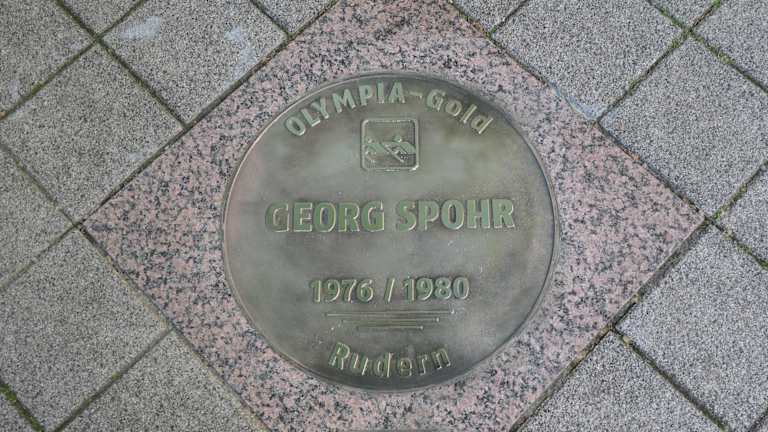 OLYMPIA-Gold
GEORG SPOHR
1976 / 1980
Rudern